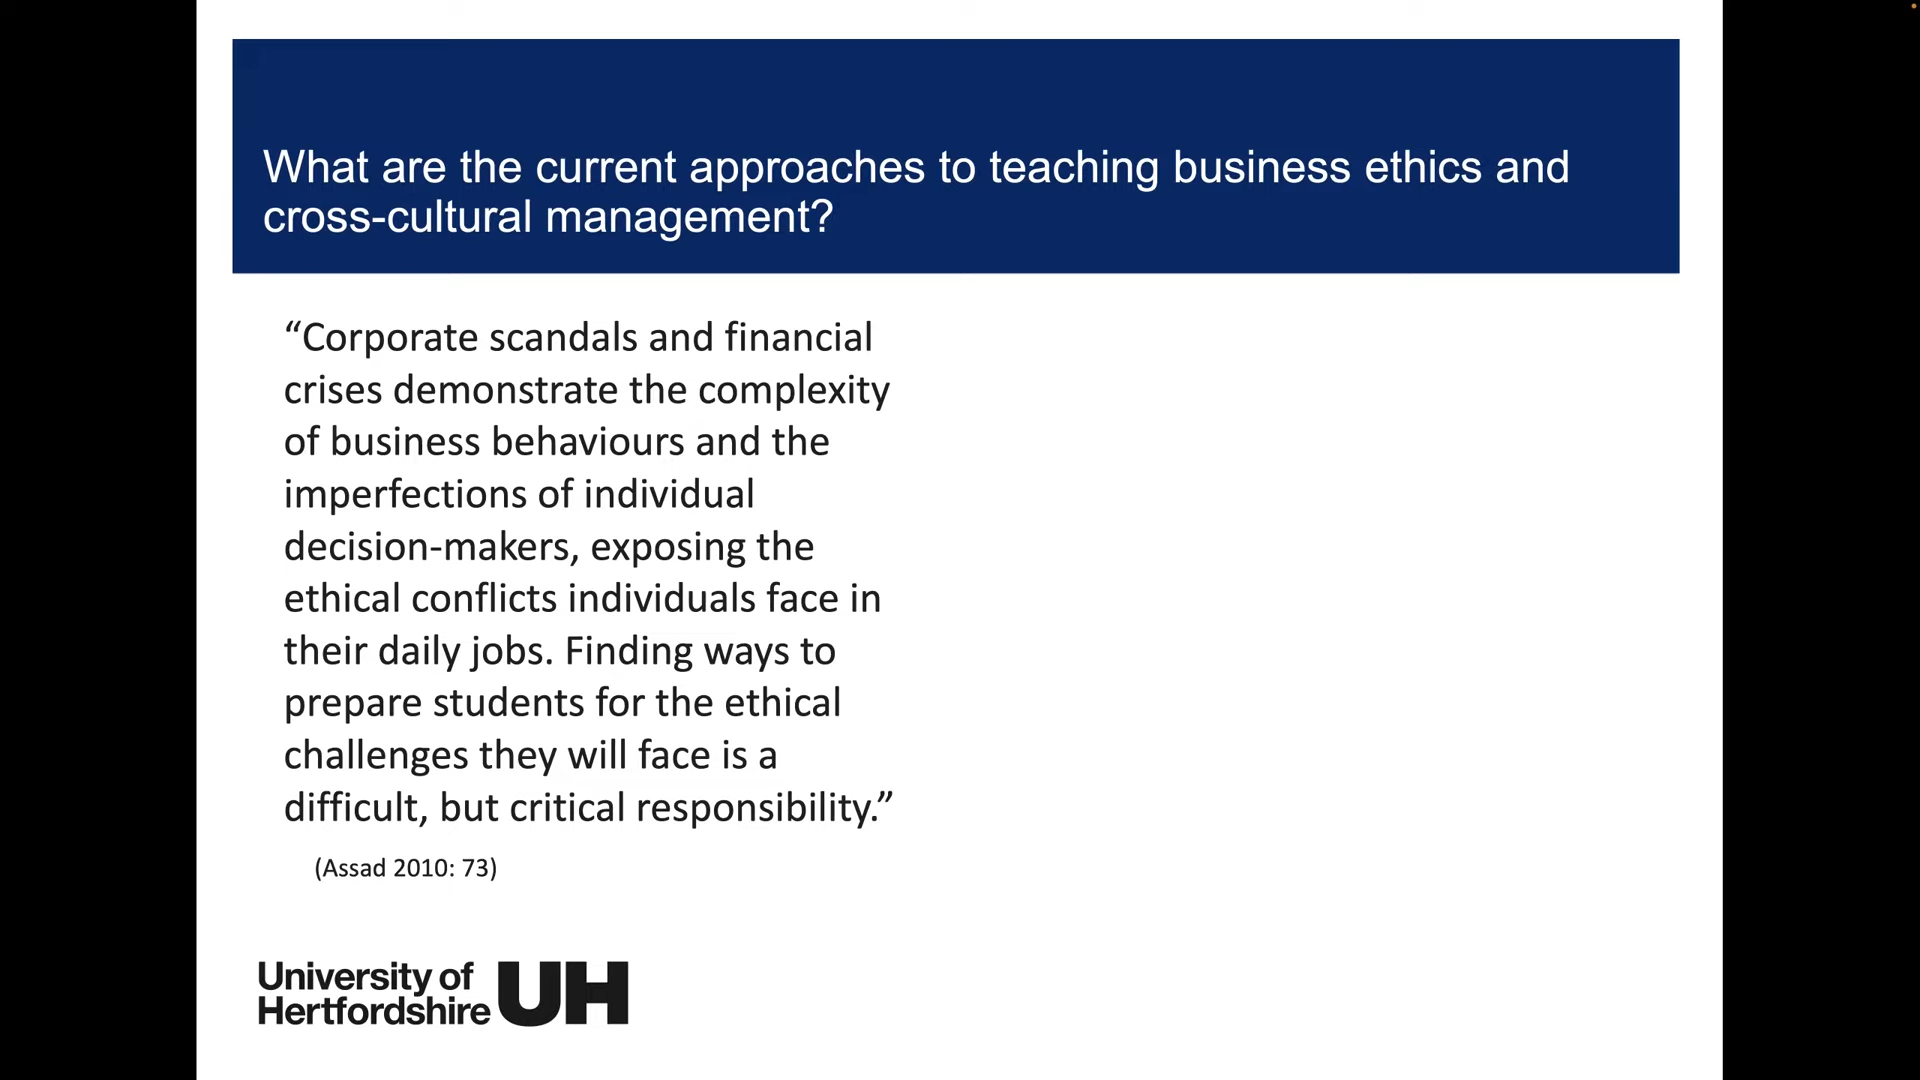 What are the current approaches to teaching business ethics and
cross-cultural management?
“Corporate scandals and financial
crises demonstrate the complexity
of business behaviours and the
imperfections of individual
decision-makers, exposing the
ethical conflicts individuals face in
their daily jobs. Finding ways to
prepare students for the ethical
challenges they will face is a
difficult, but critical responsibility.”
(Assad 2010: 73)
University of
Hertfordshire
UH